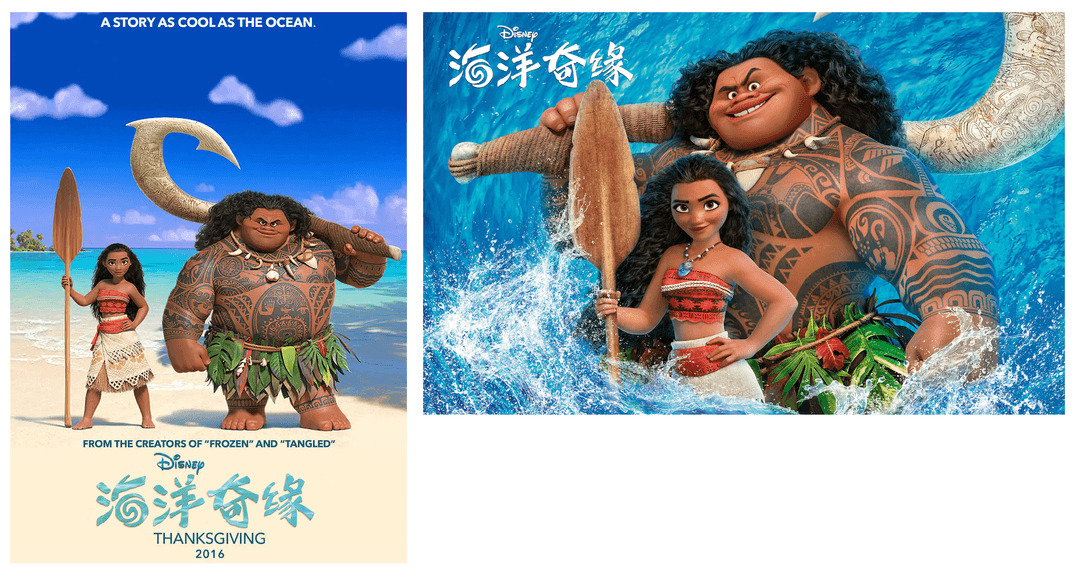 A STORY AS COOL AS THE OCEAN.
FROM THE CREATORS OF "FROZEN" AND "TANGLED"
Disney
海洋奇缘
THANKSGIVING
2016
Disney
海洋奇缘